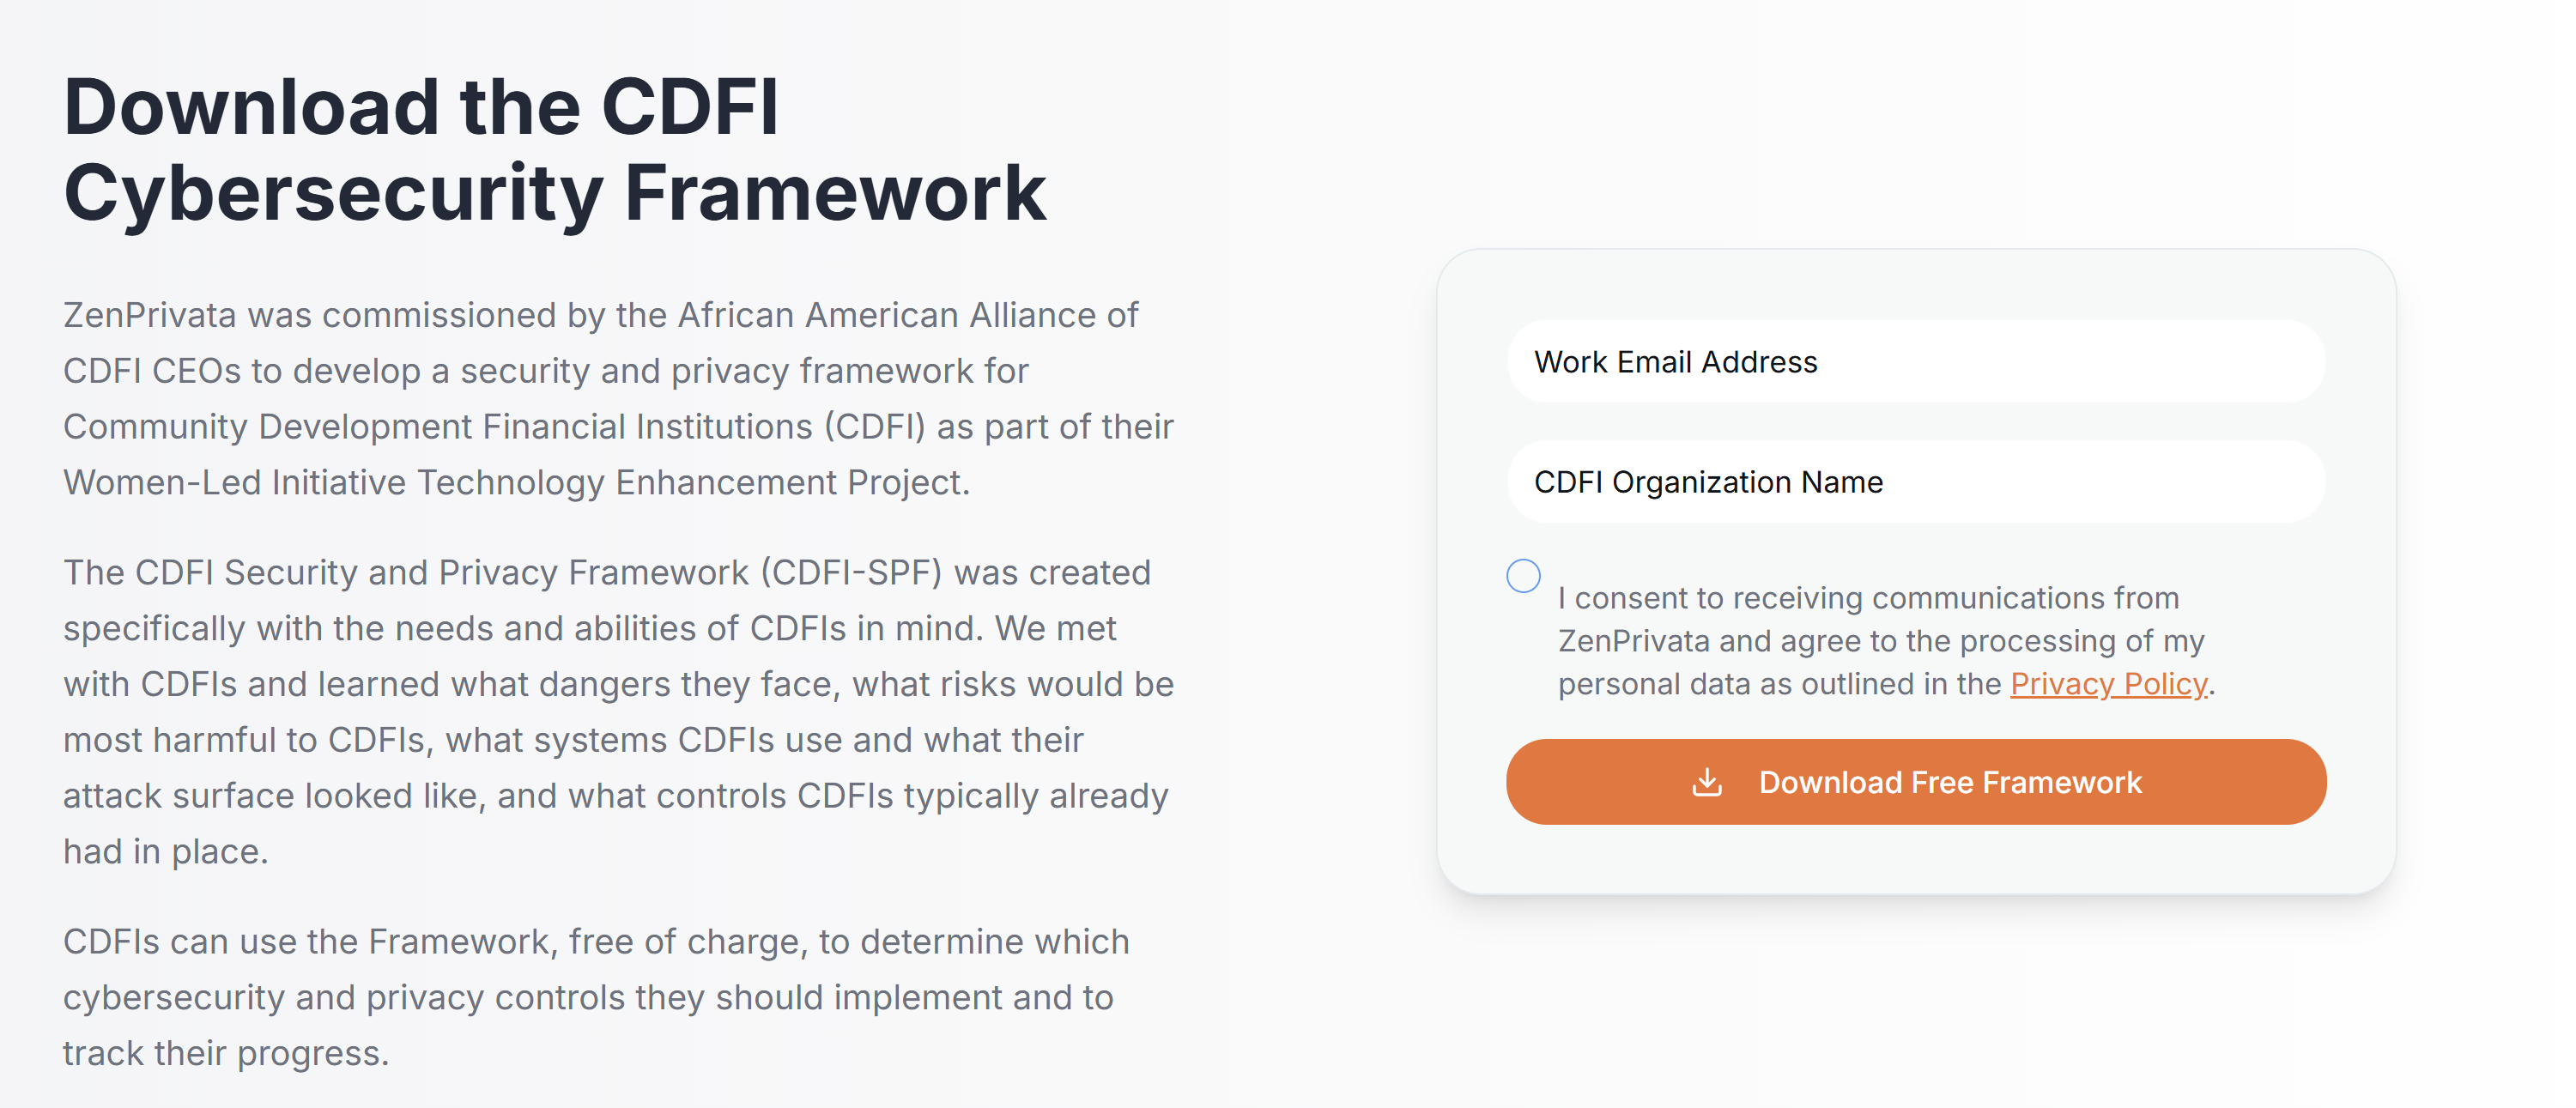 Download the CDFI
Cybersecurity Framework
ZenPrivata was commissioned by the African American Alliance of
CDFI CEOs to develop a security and privacy framework for
Community Development Financial Institutions (CDFI) as part of their
Women-Led Initiative Technology Enhancement Project.
The CDFI Security and Privacy Framework (CDFI-SPF) was created
specifically with the needs and abilities of CDFIs in mind. We met
with CDFIs and learned what dangers they face, what risks would be
most harmful to CDFIs, what systems CDFIs use and what their
attack surface looked like, and what controls CDFIs typically already
had in place.
CDFIs can use the Framework, free of charge, to determine which
cybersecurity and privacy controls they should implement and to
track their progress.
Work Email Address
CDFI Organization Name
I consent to receiving communications from
ZenPrivata and agree to the processing of my
personal data as outlined in the Privacy Policy.
Download Free Framework